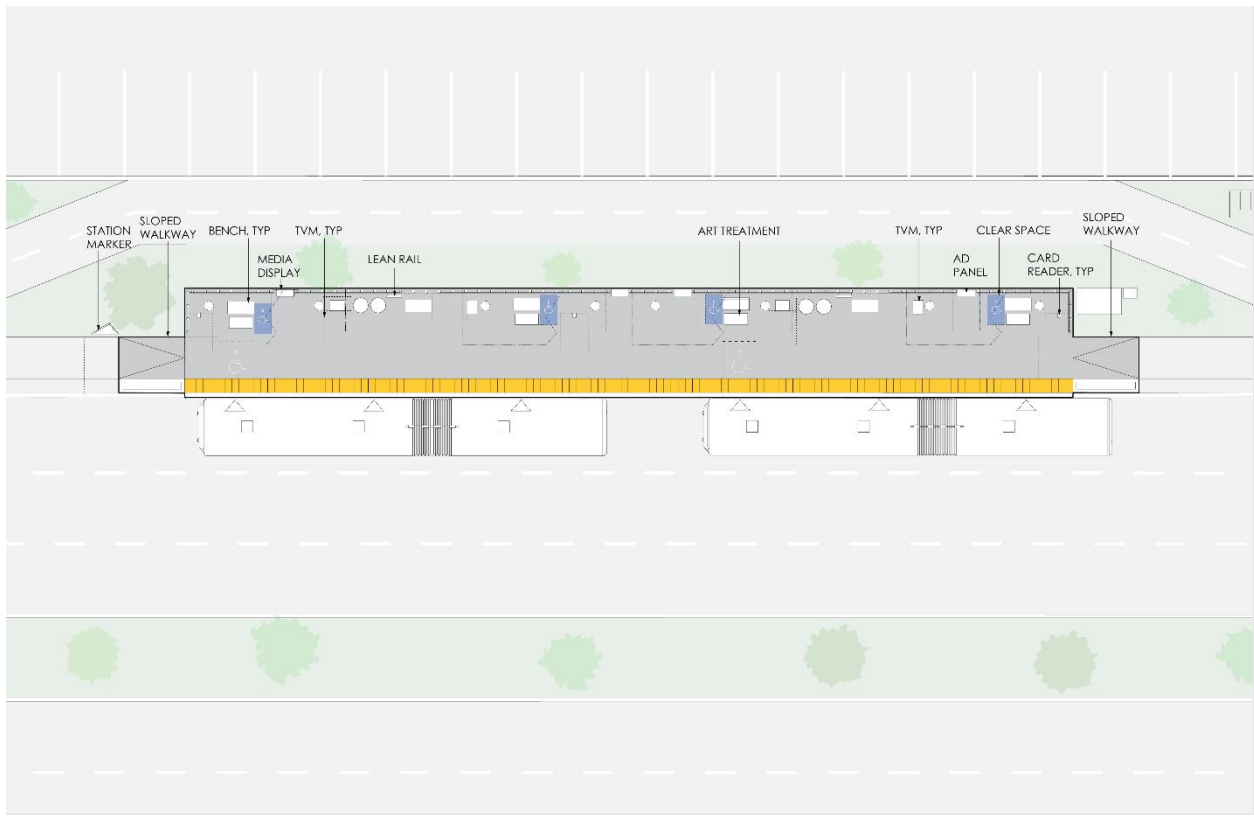 STATION
MARKER
SLOPED
WALKWAY
BENCH, TYP
MEDIA
DISPLAY
TVM, TYP
LEAN RAIL
ART TREATMENT
TVM, TYP
AD
PANEL
CLEAR SPACE
CARD
READER, TYP
SLOPED
WALKWAY